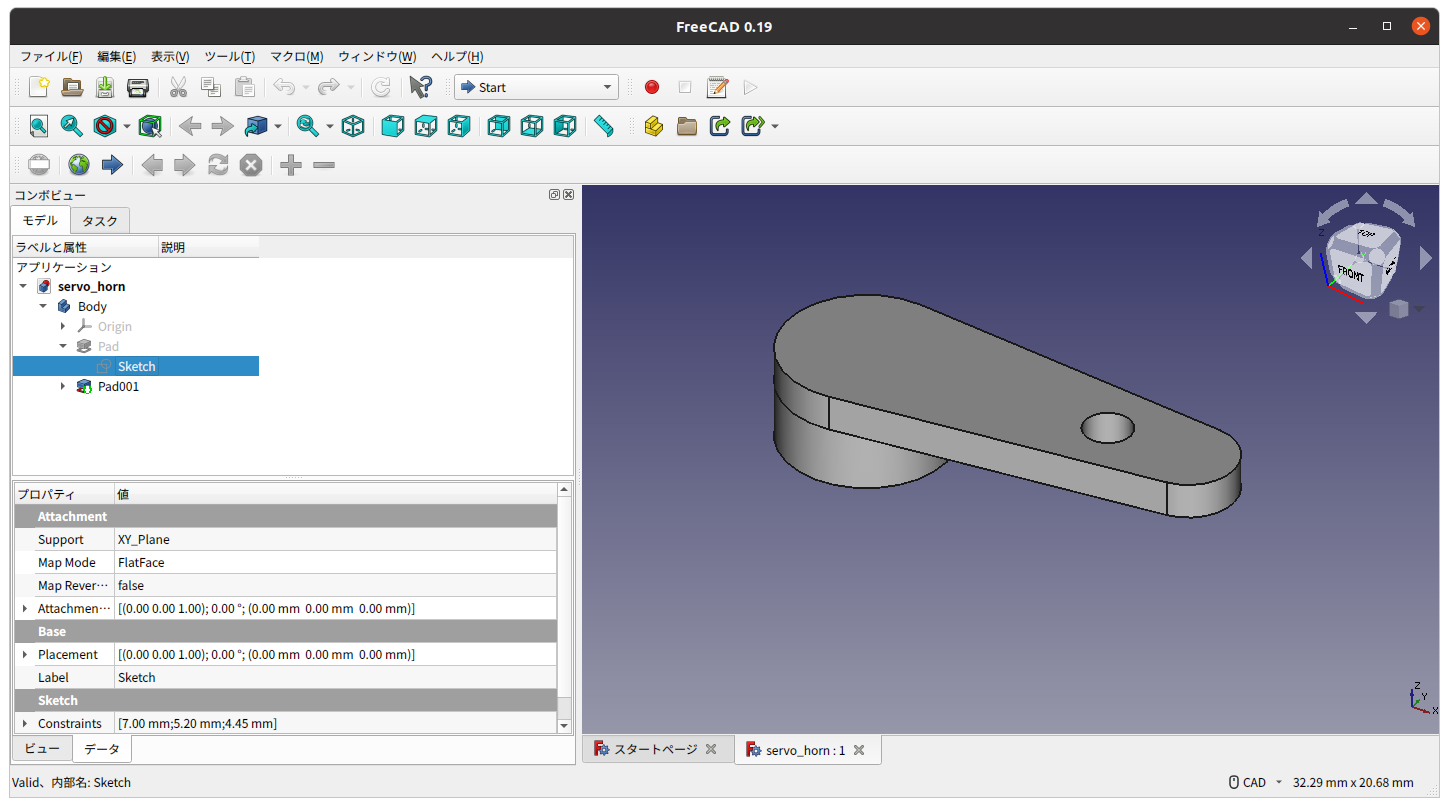 FreeCAD 0.19
ファイル(F) 編集(E) 表示(V) ツール(T) マクロ(M) ウィンドウ(W) ヘルプ(H)
Start
コンボビュー
モデル タスク
ラベルと属性 説明
アプリケーション
servo_horn
Body
Origin
Pad
Sketch
Pad001
プロパティ 値
Attachment
Support XY_Plane
Map Mode FlatFace
Map Rever⋯ false
Attachmen⋯ [(0.00 0.00 1.00); 0.00 °; (0.00 mm 0.00 mm 0.00 mm)]
Base
Placement [(0.00 0.00 1.00); 0.00 °; (0.00 mm 0.00 mm 0.00 mm)]
Label Sketch
Sketch
Constraints [7.00 mm;5.20 mm;4.45 mm]
ビュー データ
Z
TOP
FRONT
Z
Y
X
スタートページ servo_horn : 1
Valid、内部名: Sketch CAD 32.29 mm x 20.68 mm